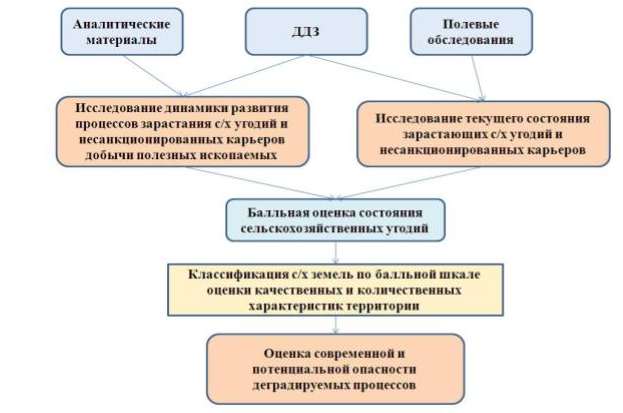 Аналитические
материалы
ДДЗ
Полевые
обследования
Исследование динамики развития
процессов зарастания с/х угодий и
несанкционированных карьеров
добычи полезных ископаемых
Исследование текущего состояния
зарастающих с/х угодий и
несанкционированных карьеров
Балльная оценка состояния
сельскохозяйственных угодий
Классификация с/х земель по балльной шкале
оценки качественных и количественных
характеристик территории
Оценка современной и
потенциальной опасности
деградируемых процессов